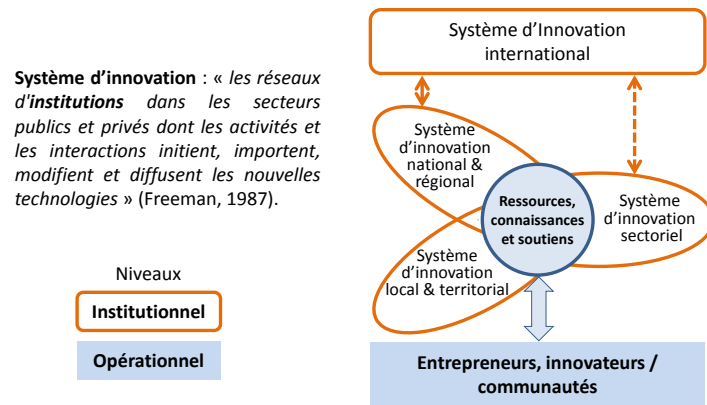 Système d'innovation : « les réseaux
d'institutions dans les secteurs
publics et privés dont les activités et
les interactions initient, importent,
modifient et diffusent les nouvelles
technologies » (Freeman, 1987).
Niveaux
Institutionnel
Opérationnel
Système d'Innovation
international
Système
d'innovation
national &
régional
Ressources,
connaissances
et soutiens
Système
d'innovation
sectoriel
Système
d'innovation
local & territorial
Entrepreneurs, innovateurs /
communautés